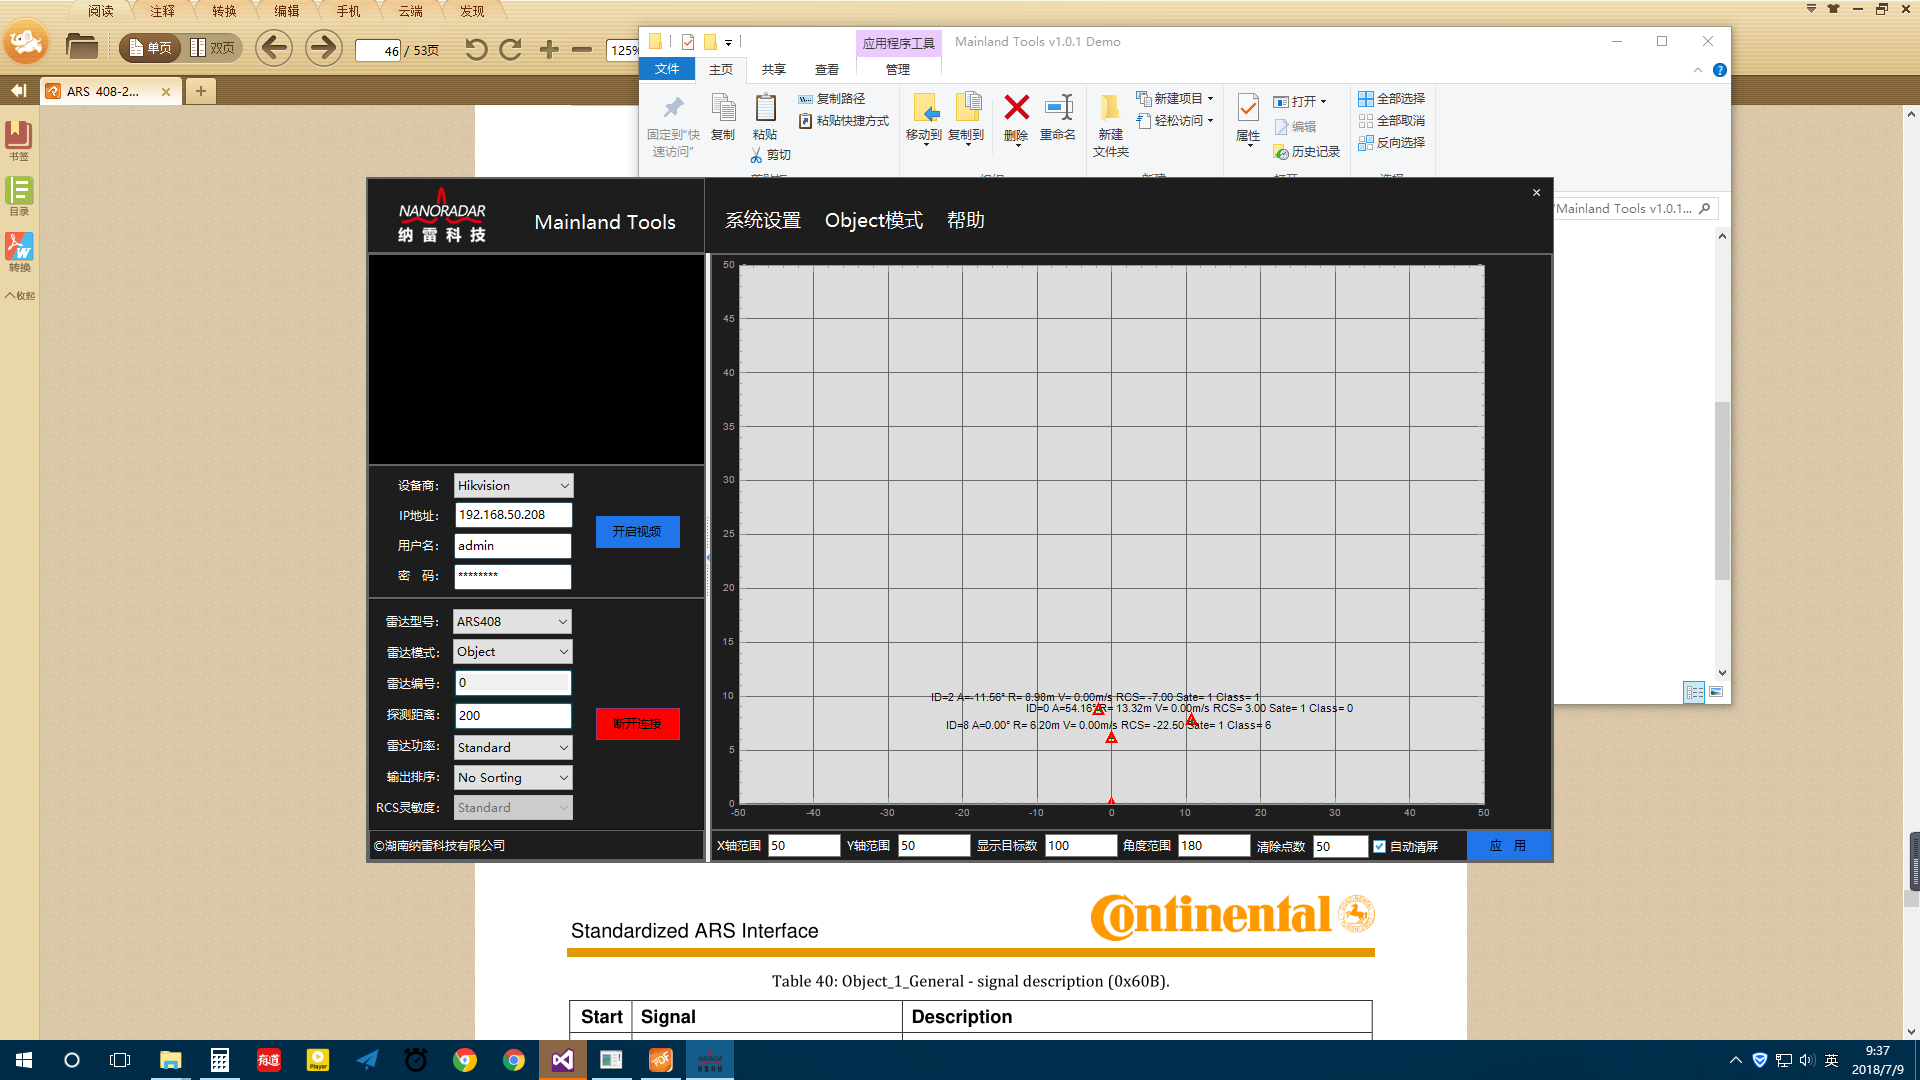 阅读 注释 转换 编辑 手机 云端 发现
单页 双页 46 / 53页 125%
应用程序工具 Mainland Tools v1.0.1 Demo
文件 主页 共享 查看 管理
ARS 408-2...
固定到"快速访问" 复制 粘贴 复制路径 粘贴快捷方式 剪切 移动到 复制到 删除 重命名 新建文件夹 新建项目 轻松访问 属性 打开 编辑 历史记录 全部选择 全部取消 反向选择
书签
目录
转换
收起
NANORADAR
纳雷科技
Mainland Tools
系统设置 Object模式 帮助
Mainland Tools v1.0.1...
设备商: Hikvision
IP地址: 192.168.50.208
开启视频
用户名: admin
密 码: ********
雷达型号: ARS408
雷达模式: Object
雷达编号: 0
探测距离: 200
断开连接
雷达功率: Standard
输出排序: No Sorting
RCS灵敏度: Standard
©湖南纳雷科技有限公司
50
45
40
35
30
25
20
15
10
5
0
ID=2 A=-11.56° R= 8.98m V= 0.00m/s RCS= -7.00 Sate= 1 Class= 1
ID=0 A=54.16° R= 13.32m V= 0.00m/s RCS= 3.00 Sate= 1 Class= 0
ID=8 A=0.00° R= 6.20m V= 0.00m/s RCS= -22.50 Sate= 1 Class= 6
-50 -40 -30 -20 -10 0 10 20 30 40 50
X轴范围 50 Y轴范围 50 显示目标数 100 角度范围 180 清除点数 50 自动清屏 应 用
Standardized ARS Interface
Continental
Table 40: Object_1_General - signal description (0x60B).
Start Signal Description
有道
Player
PDF
英
9:37
2018/7/9